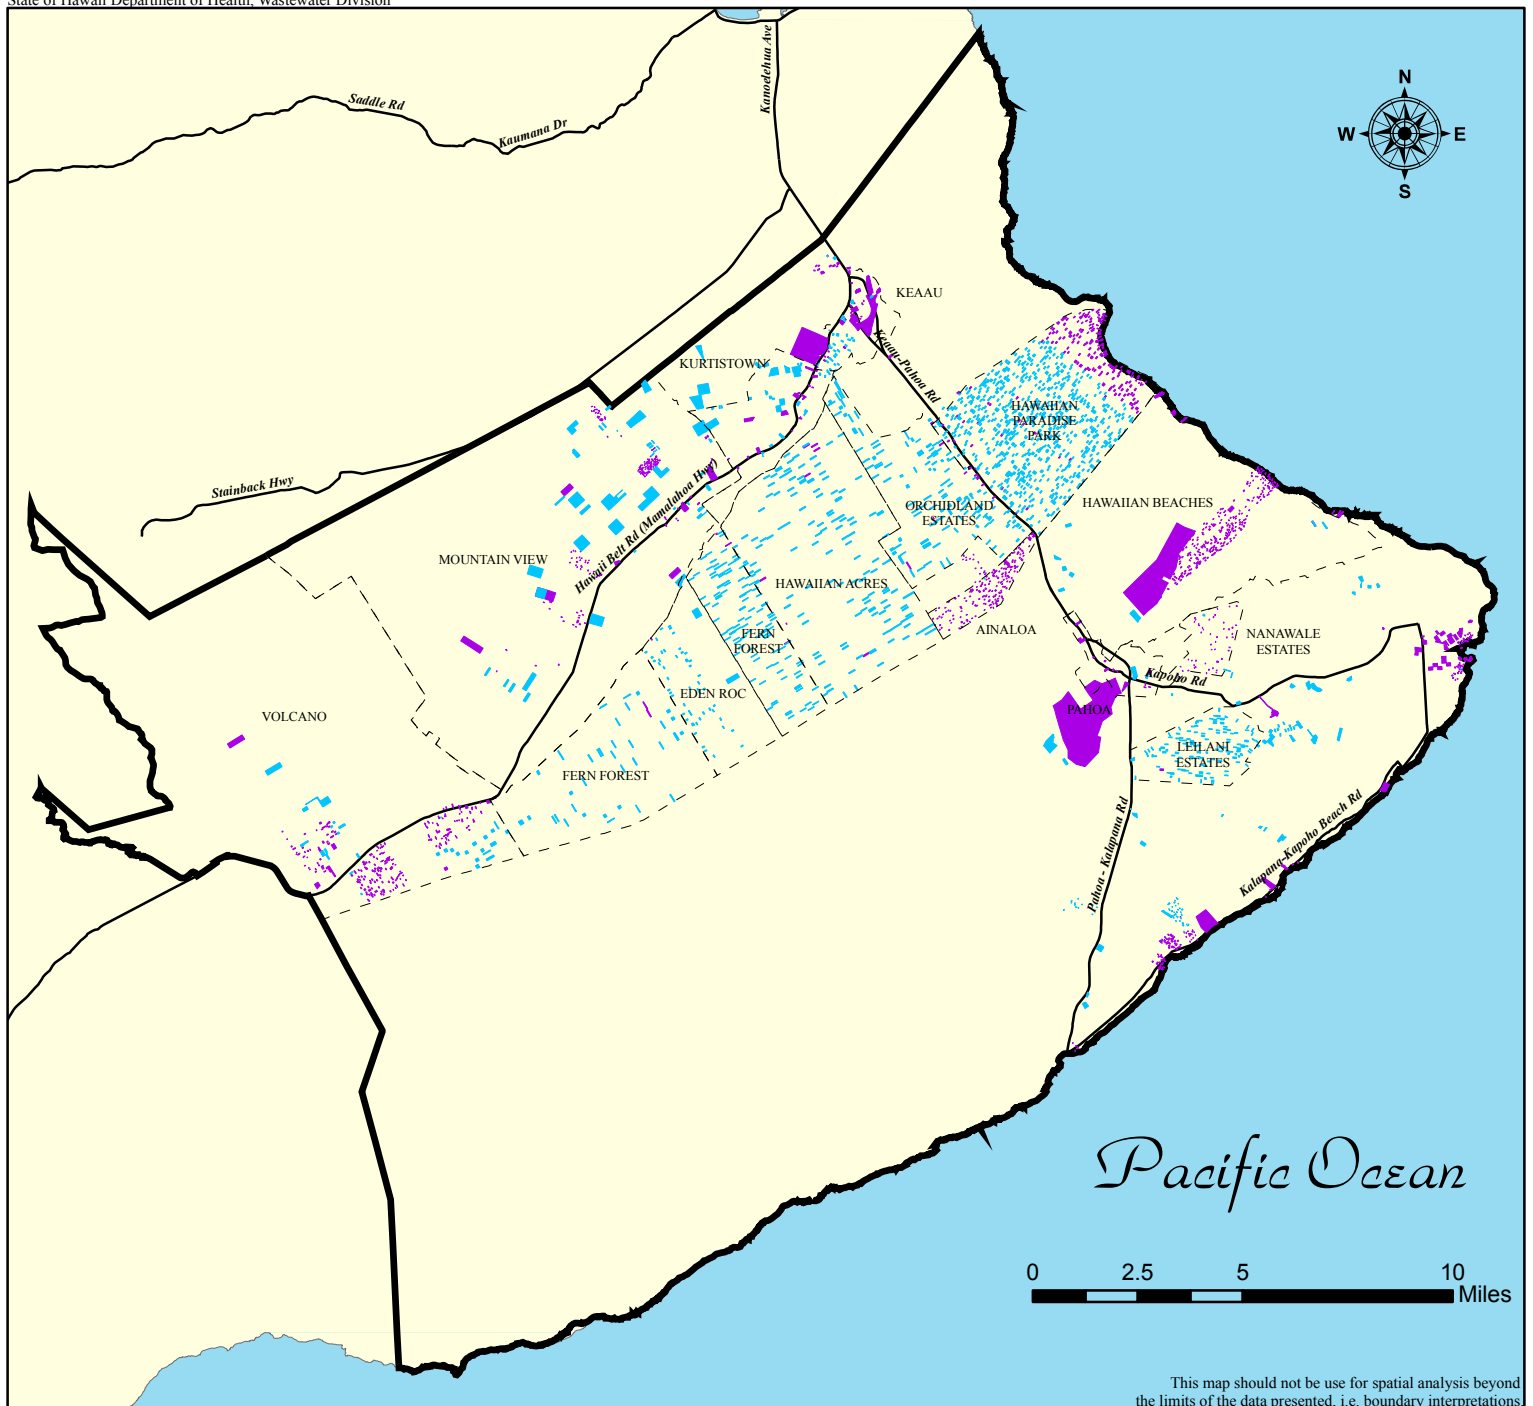 State of Hawaii Department of Health, Wastewater Division
Kanoelehua Ave
Saddle Rd
Kaumana Dr
N
W
E
S
KEAAU
KURTISTOWN
Keaau-Pahoa Rd
HAWAIIAN
PARADISE
PARK
Stainback Hwy
Hawaii Belt Rd (Mamalahoa Hwy)
ORCHIDLAND
ESTATES
HAWAIIAN BEACHES
MOUNTAIN VIEW
HAWAIIAN ACRES
FERN
FOREST
AINALOA
NANAWALE
ESTATES
Kapoho Rd
EDEN ROC
PAHOA
VOLCANO
LEILANI
ESTATES
FERN FOREST
Pahoa - Kalapana Rd
Kalapana-Kapoho Beach Rd
Pacific Ocean
0 2.5 5 10
Miles
This map should not be use for spatial analysis beyond
the limits of the data presented, i.e. boundary interpretations